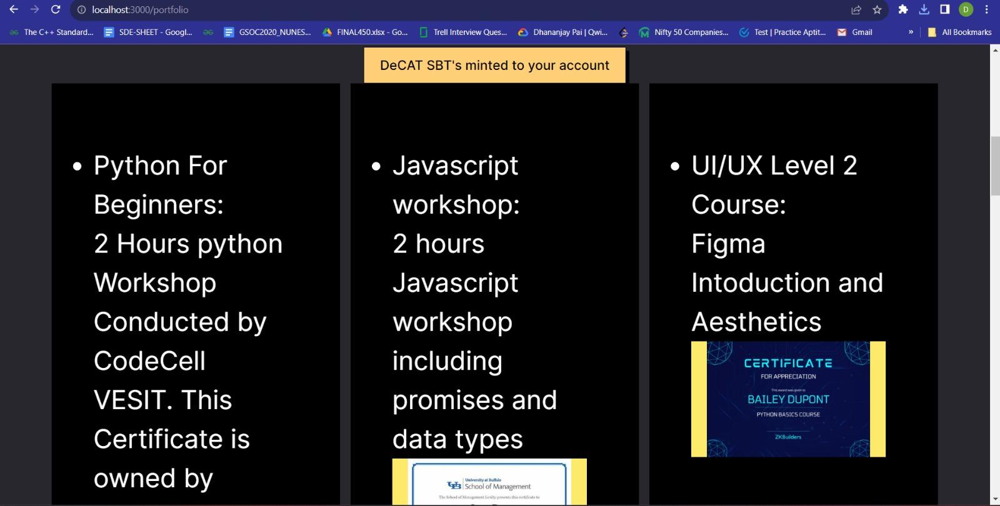 localhost:3000/portfolio
D
The C++ Standard...
SDE-SHEET - Googl...
GSOC2020_NUNES...
FINAL450.xlsx - Go...
Trell Interview Ques...
Dhananjay Pai | Qwi...
Nifty 50 Companies...
Test | Practice Aptit...
Gmail
»
All Bookmarks
DeCAT SBT's minted to your account
• Python For
Beginners:
2 Hours python
Workshop
Conducted by
CodeCell
VESIT. This
Certificate is
owned by
• Javascript
workshop:
2 hours
Javascript
workshop
including
promises and
data types
University at Buffalo
School of Management
The School of Management faculty presents this certificate to
• UI/UX Level 2
Course:
Figma
Intoduction and
Aesthetics
CERTIFICATE
FOR APPRECIATION
This award was given to
BAILEY DUPONT
PYTHON BASICS COURSE
ZKBuilders